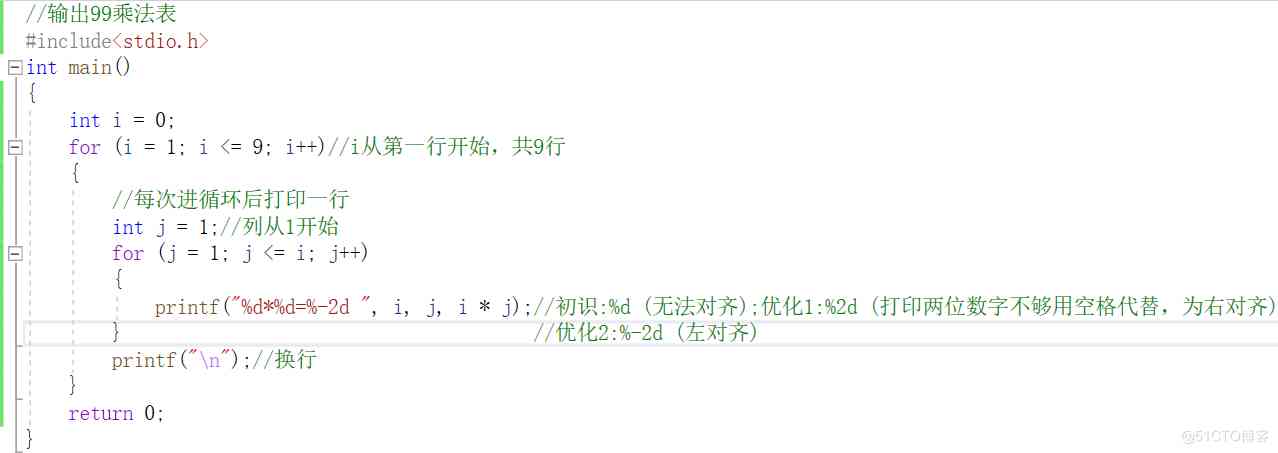 //输出99乘法表
#include<stdio.h>
int main()
{
    int i = 0;
    for (i = 1; i <= 9; i++)//i从第一行开始，共9行
    {
        //每次进循环后打印一行
        int j = 1;//列从1开始
        for (j = 1; j <= i; j++)
        {
            printf("%d*%d=%-2d ", i, j, i * j);//初识:%d (无法对齐);优化1:%2d (打印两位数字不够用空格代替，为右对齐)
        }                                      //优化2:%-2d (左对齐)
        printf("\n");//换行
    }
    return 0;
}
@51CTO博客